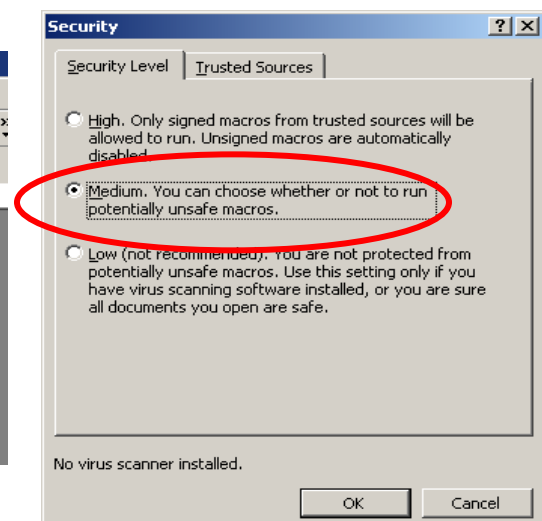 Security
Security Level
Trusted Sources
High. Only signed macros from trusted sources will be
allowed to run. Unsigned macros are automatically
disabled.
Medium. You can choose whether or not to run
potentially unsafe macros.
Low (not recommended). You are not protected from
potentially unsafe macros. Use this setting only if you
have virus scanning software installed, or you are sure
all documents you open are safe.
No virus scanner installed.
OK
Cancel